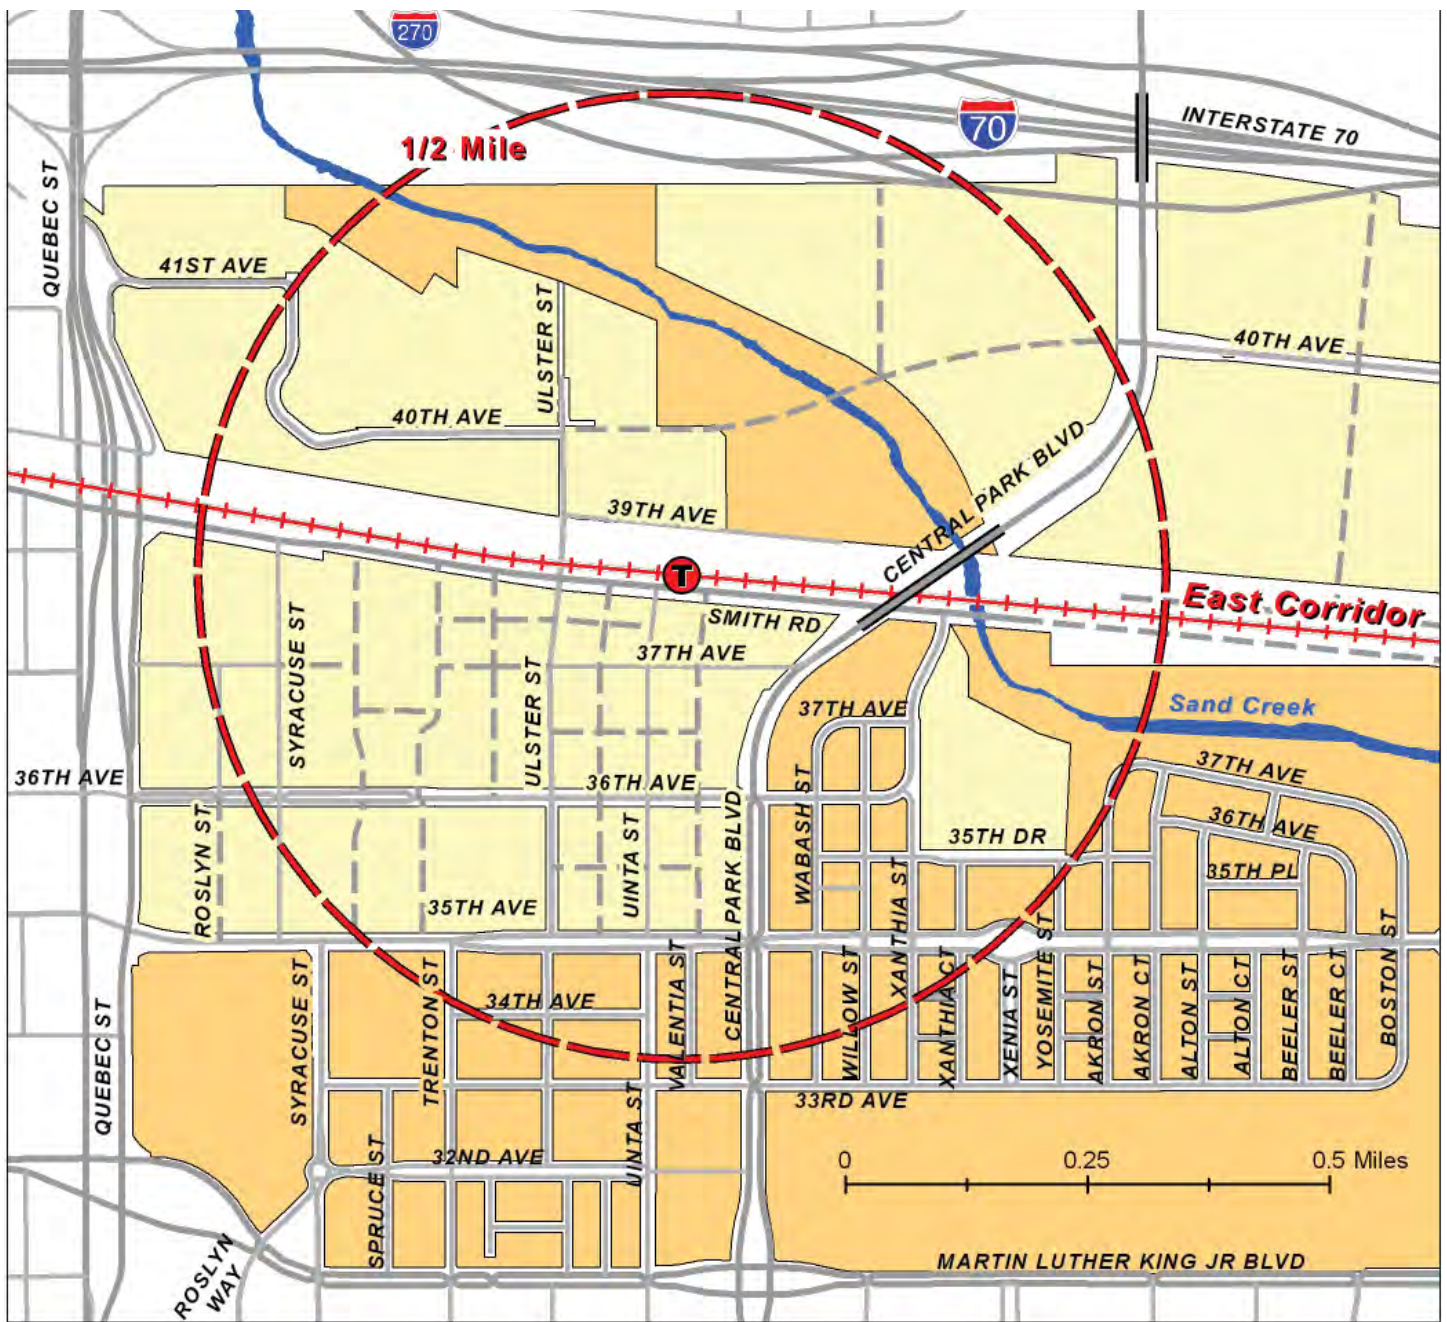 270
1/2 Mile
70
INTERSTATE 70
QUEBEC ST
41ST AVE
ULSTER ST
40TH AVE
40TH AVE
CENTRAL PARK BLVD
39TH AVE
T
East Corridor
SMITH RD
SYRACUSE ST
37TH AVE
ULSTER ST
Sand Creek
37TH AVE
37TH AVE
36TH AVE
36TH AVE
WABASH ST
ROSLYN ST
UINTA ST
CENTRAL PARK BLVD
36TH AVE
35TH DR
35TH PL
XANTHIA ST
35TH AVE
QUEBEC ST
SYRACUSE ST
TRENTON ST
34TH AVE
VALENTIA ST
WILLOW ST
XANTHIA CT
XENIA ST
YOSEMITE ST
AKRON ST
AKRON CT
ALTON ST
ALTON CT
BEELER ST
BEELER CT
BOSTON ST
33RD AVE
UINTA ST
SPRUCE ST
32ND AVE
0 0.25 0.5 Miles
ROSLYN
WAY
MARTIN LUTHER KING JR BLVD